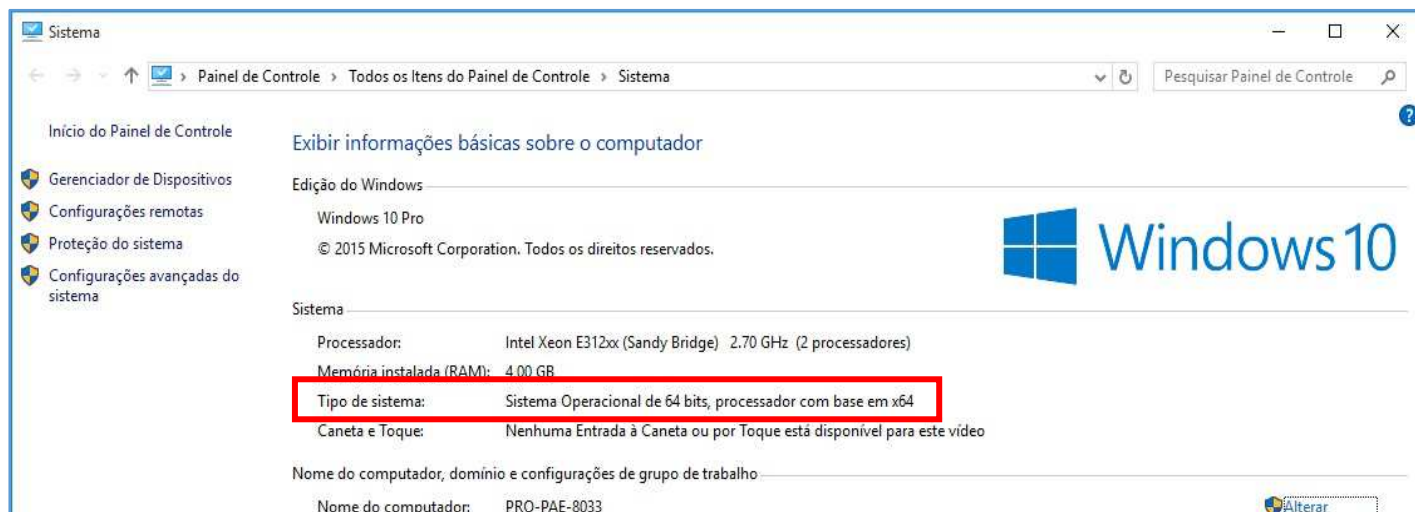 Sistema
Painel de Controle > Todos os Itens do Painel de Controle > Sistema
Pesquisar Painel de Controle
?
Início do Painel de Controle
Gerenciador de Dispositivos
Configurações remotas
Proteção do sistema
Configurações avançadas do
sistema
Exibir informações básicas sobre o computador
Edição do Windows
Windows 10 Pro
© 2015 Microsoft Corporation. Todos os direitos reservados.
Windows 10
Sistema
Processador: Intel Xeon E312xx (Sandy Bridge) 2.70 GHz (2 processadores)
Memória instalada (RAM): 4.00 GB
Tipo de sistema: Sistema Operacional de 64 bits, processador com base em x64
Caneta e Toque: Nenhuma Entrada à Caneta ou por Toque está disponível para este vídeo
Nome do computador, domínio e configurações de grupo de trabalho
Nome do computador: PRO-PAE-8033
Alterar